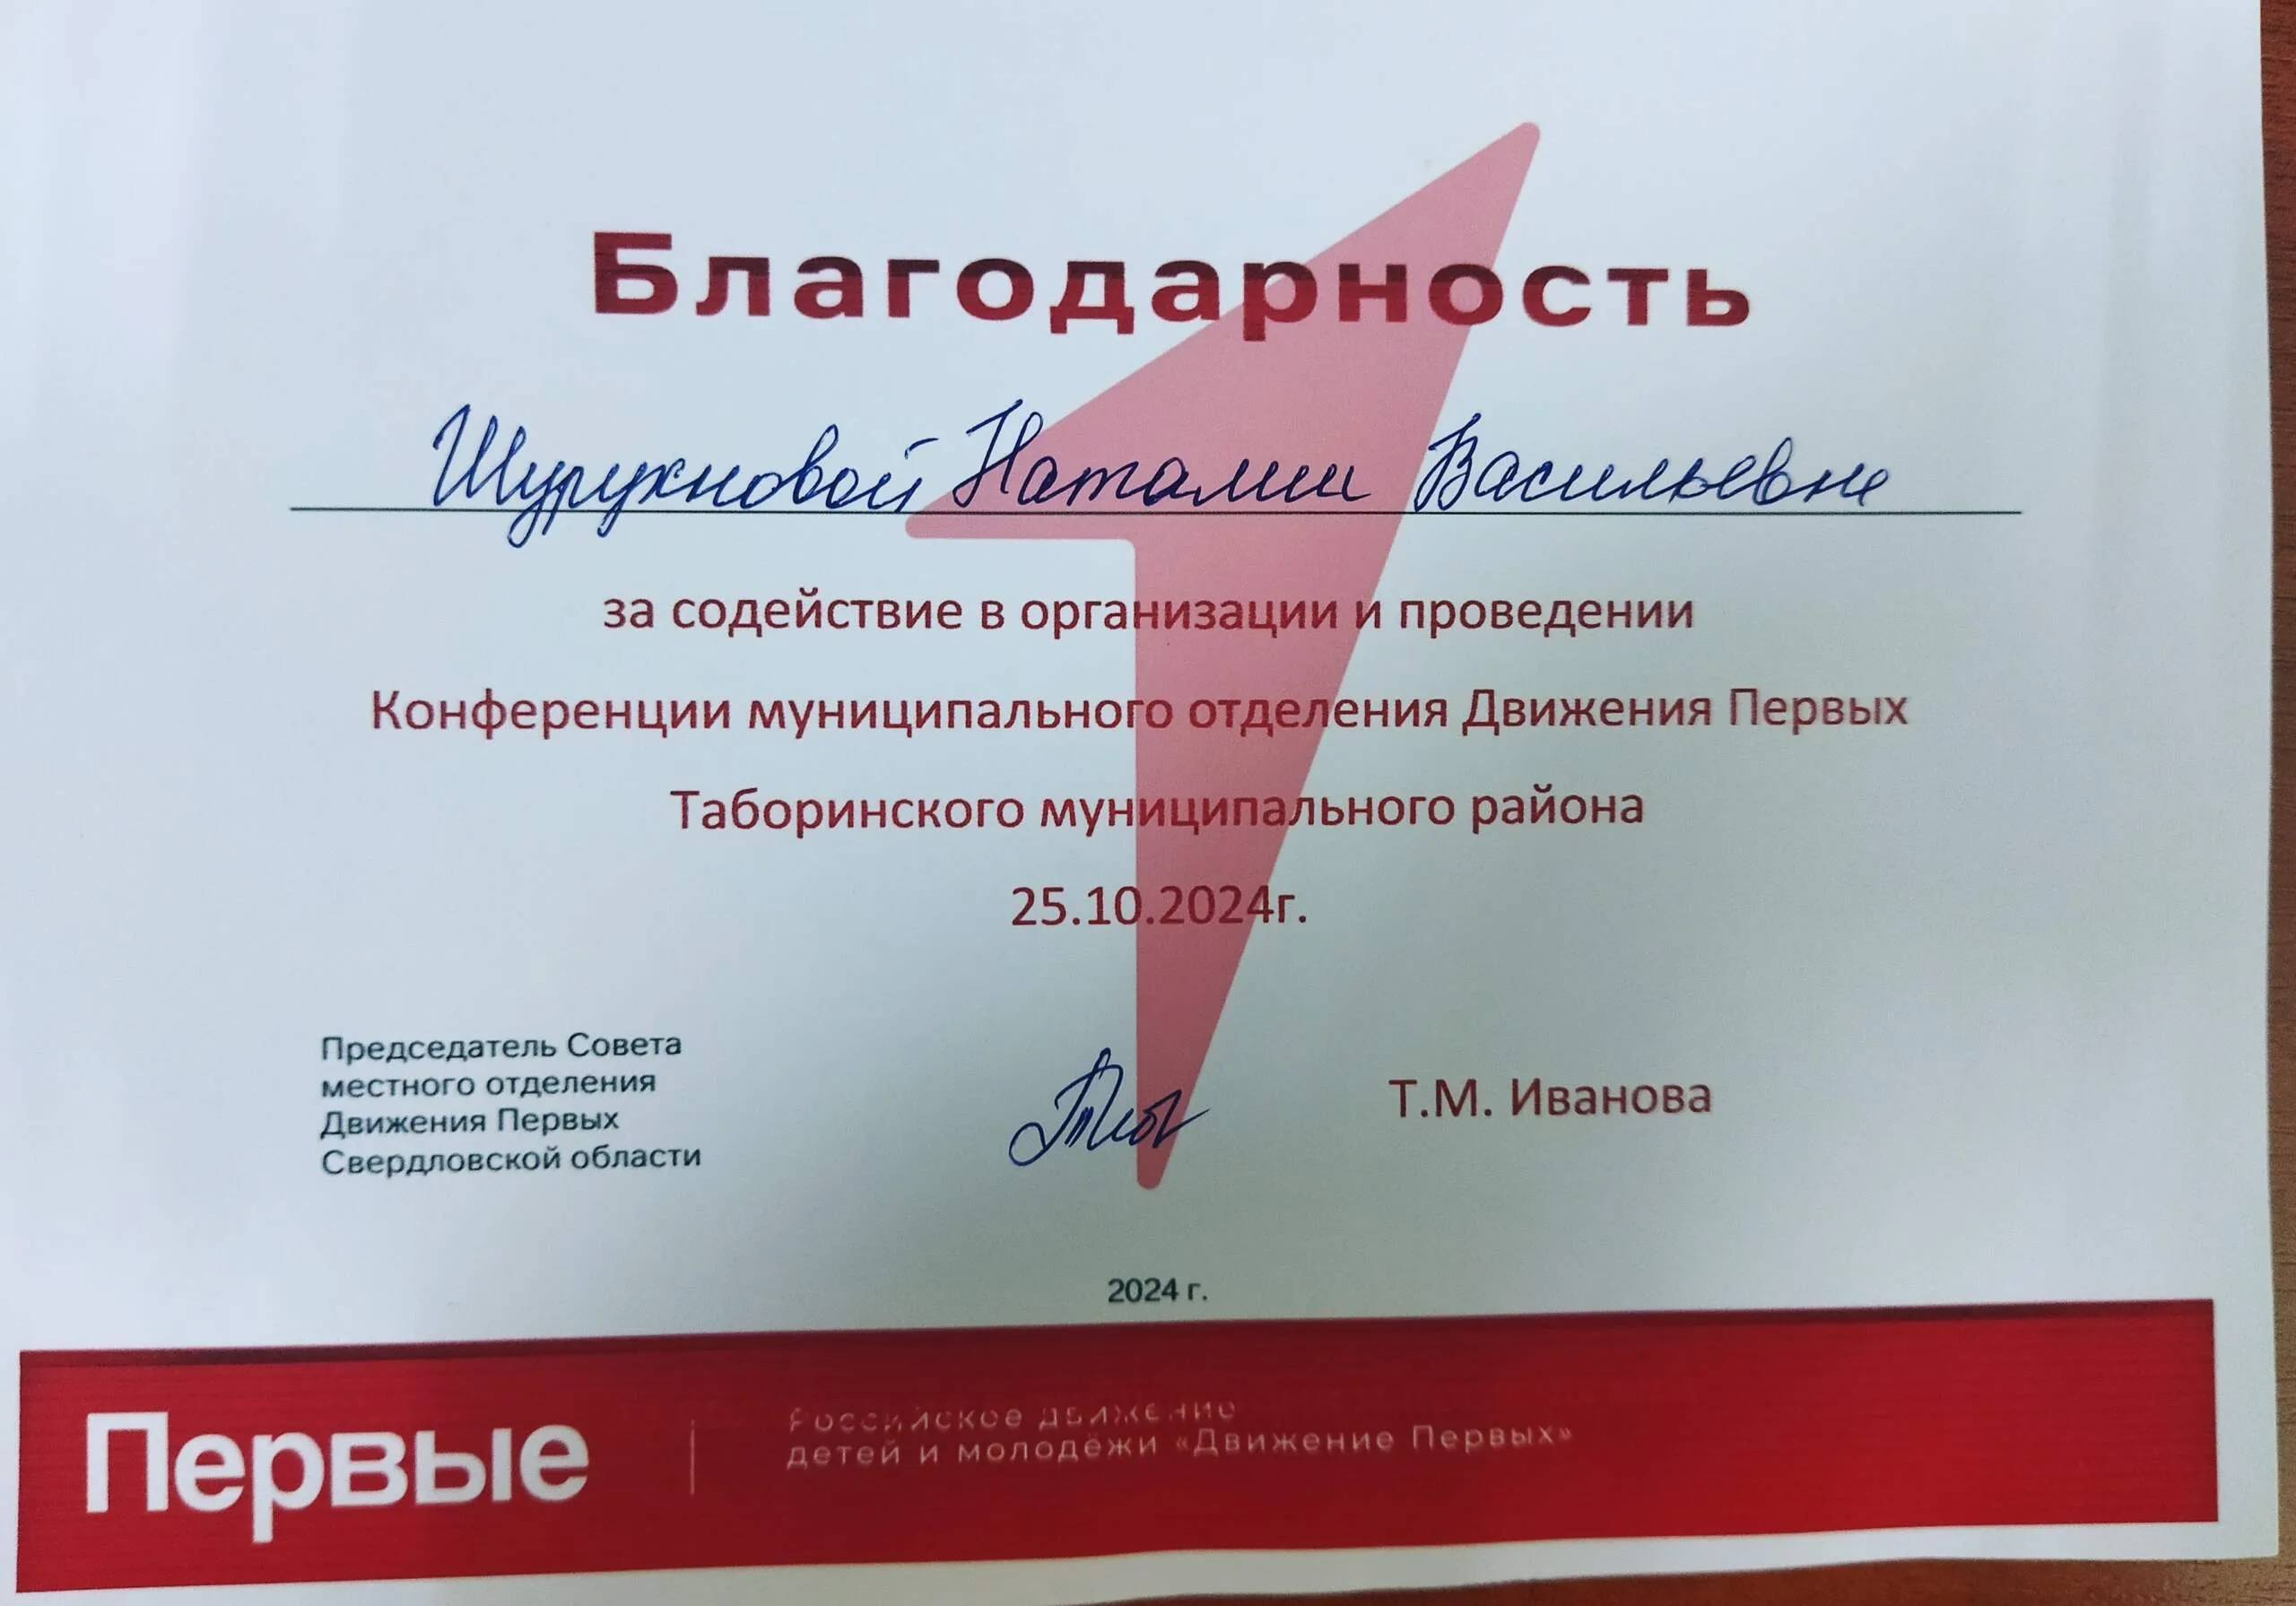 Благодарность
Шурухновой Наталии Васильевне
за содействие в организации и проведении
Конференции муниципального отделения Движения Первых
Таборинского муниципального района
25.10.2024г.
Председатель Совета
местного отделения
Движения Первых
Свердловской области
Т.М. Иванова
2024 г.
Первые
Российское движение
детей и молодёжи «Движение Первых»